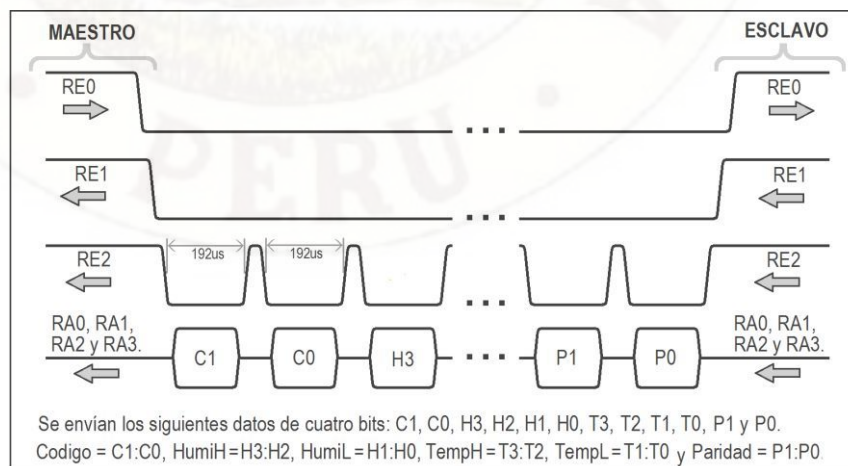 MAESTRO
ESCLAVO
RE0
RE0
PERU
RE1
RE1
192us
192us
RE2
RE2
RA0, RA1,
RA2 y RA3.
C1
C0
H3
P1
P0
RA0, RA1,
RA2 y RA3.
Se envían los siguientes datos de cuatro bits: C1, C0, H3, H2, H1, H0, T3, T2, T1, T0, P1 y P0.
Codigo = C1:C0, HumiH = H3:H2, HumiL = H1:H0, TempH = T3:T2, TempL = T1:T0 y Paridad = P1:P0